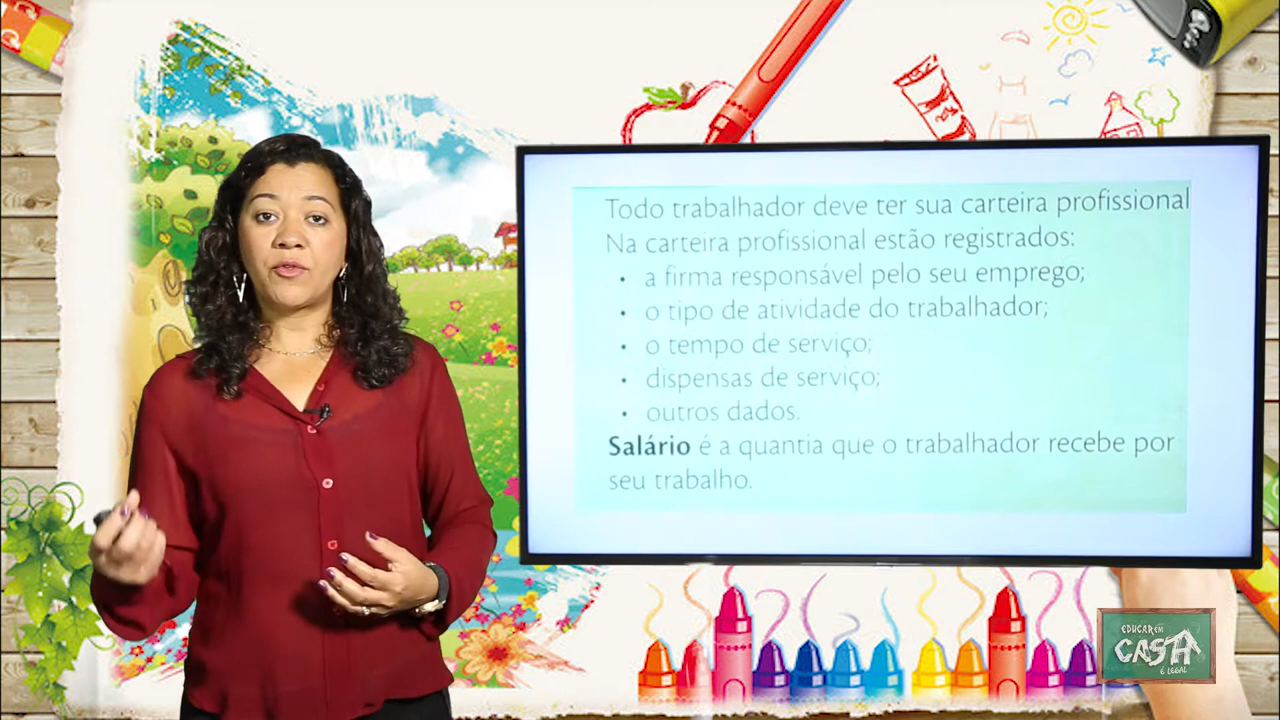 Todo trabalhador deve ter sua carteira profissional
Na carteira profissional estão registrados:
• a firma responsável pelo seu emprego;
• o tipo de atividade do trabalhador;
• o tempo de serviço;
• dispensas de serviço;
• outros dados.
Salário é a quantia que o trabalhador recebe por
seu trabalho.
EDUCAR EM
CASA
É LEGAL